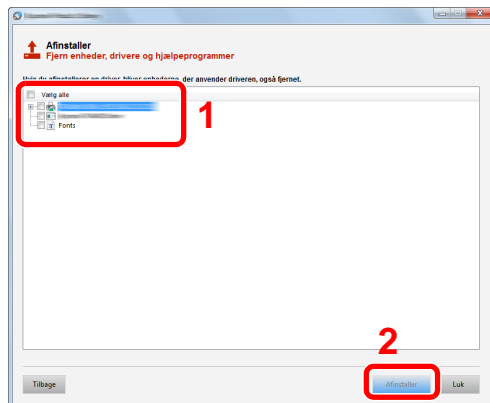 Afinstaller
Fjern enheder, drivere og hjælpeprogrammer
Hvis du afinstallerer en driver, bliver enhederne, der anvender driveren, også fjernet.
Vælg alle
Fonts
1
2
Tilbage
Afinstaller
Luk